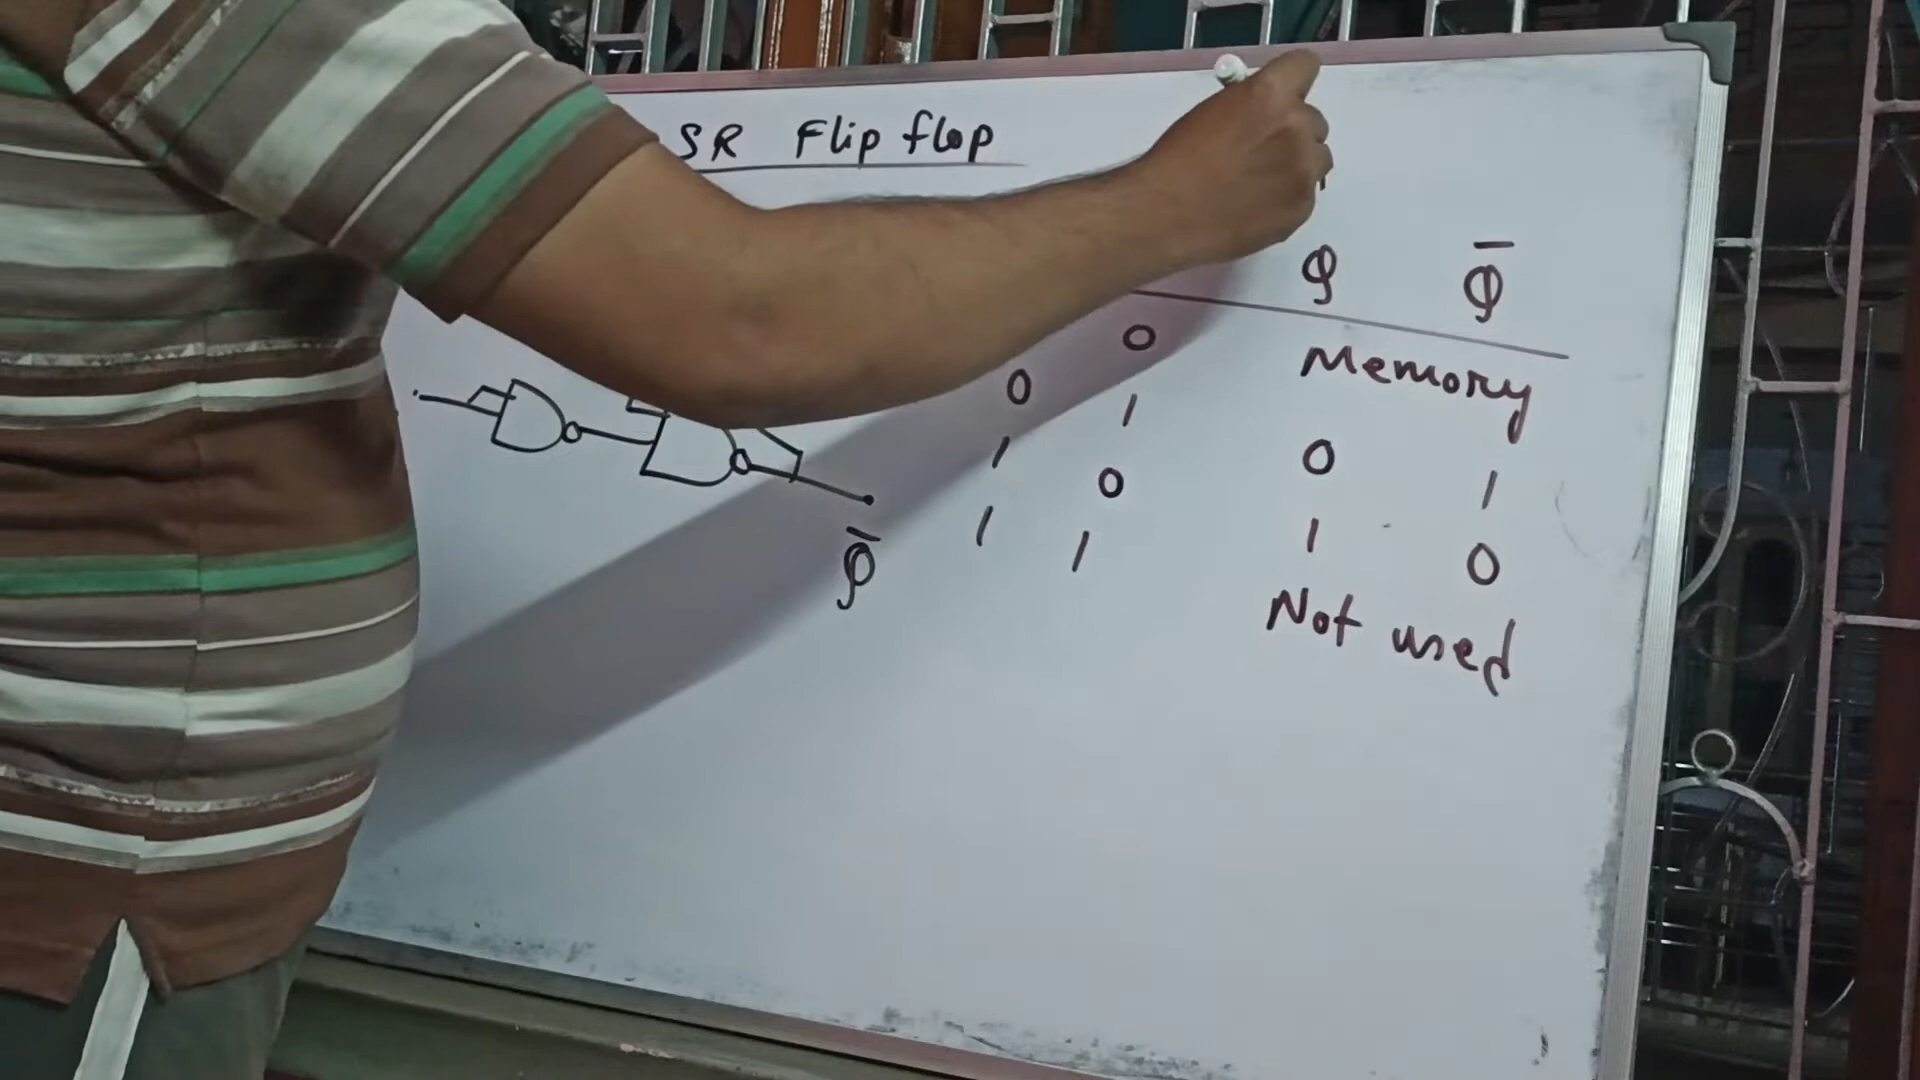 SR Flip flop
Q Q̄
0 Memory
0 1 0 1
1 0 1 0
1 1 Not used
Q̄